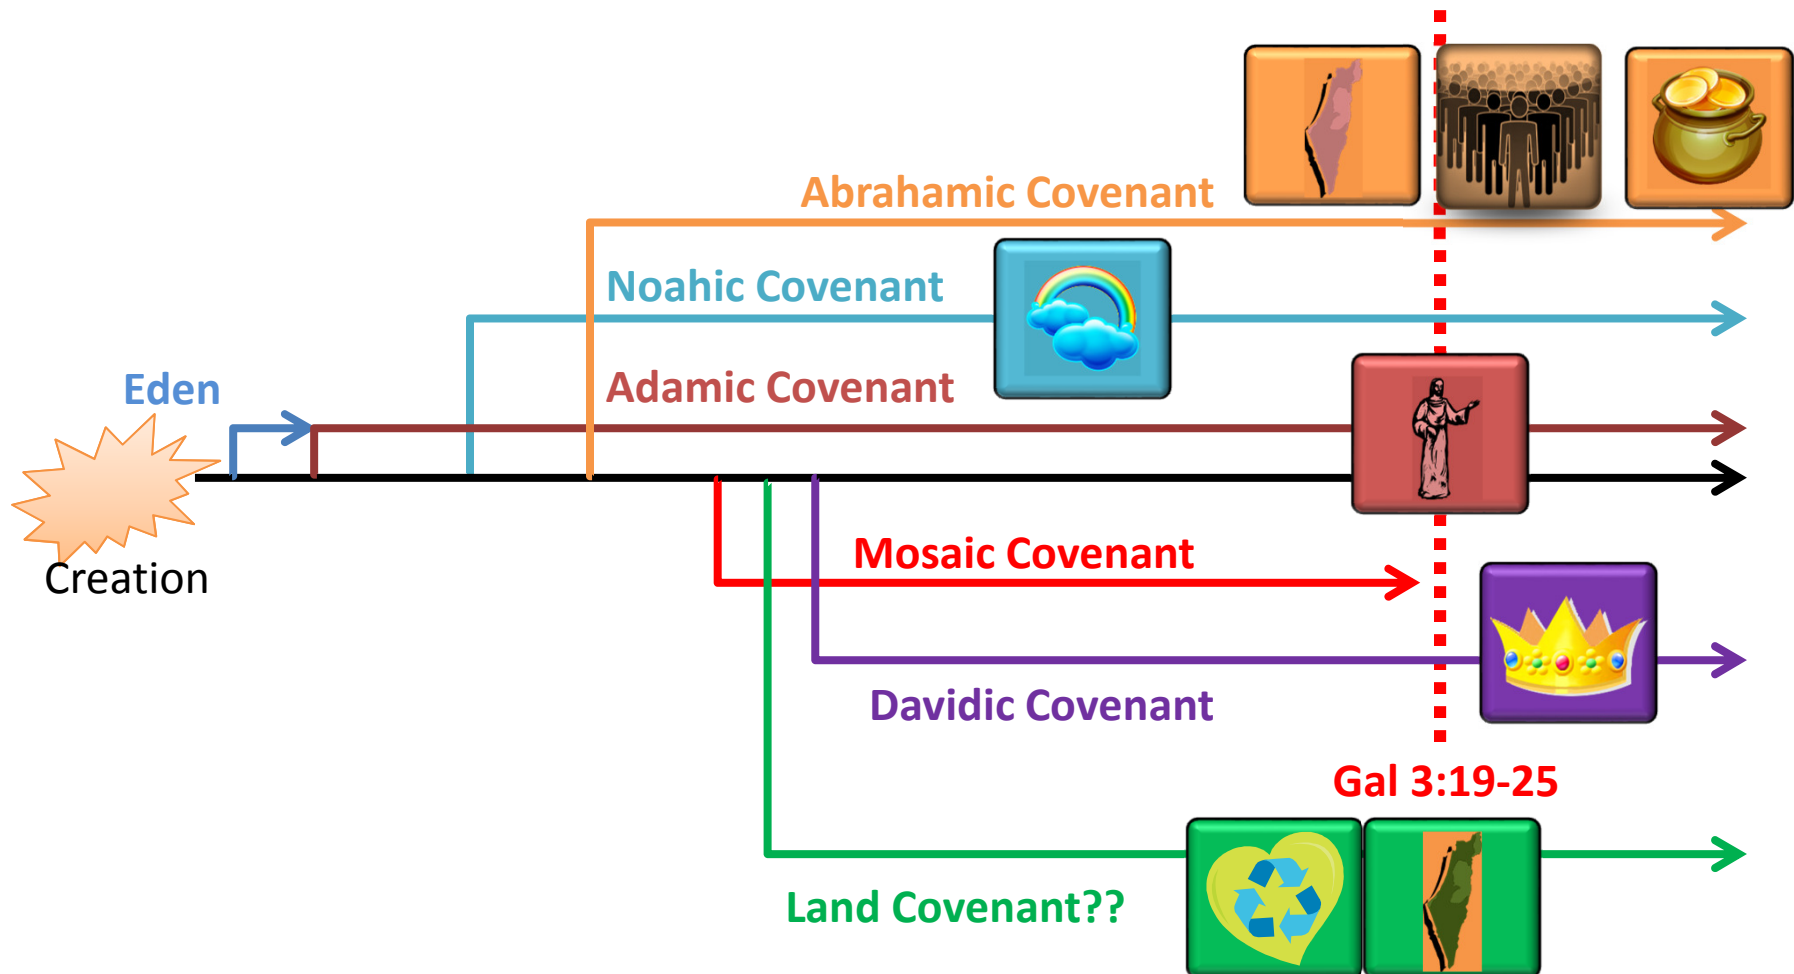 Abrahamic Covenant
Noahic Covenant
Eden
Adamic Covenant
Creation
Mosaic Covenant
Davidic Covenant
Gal 3:19-25
Land Covenant??